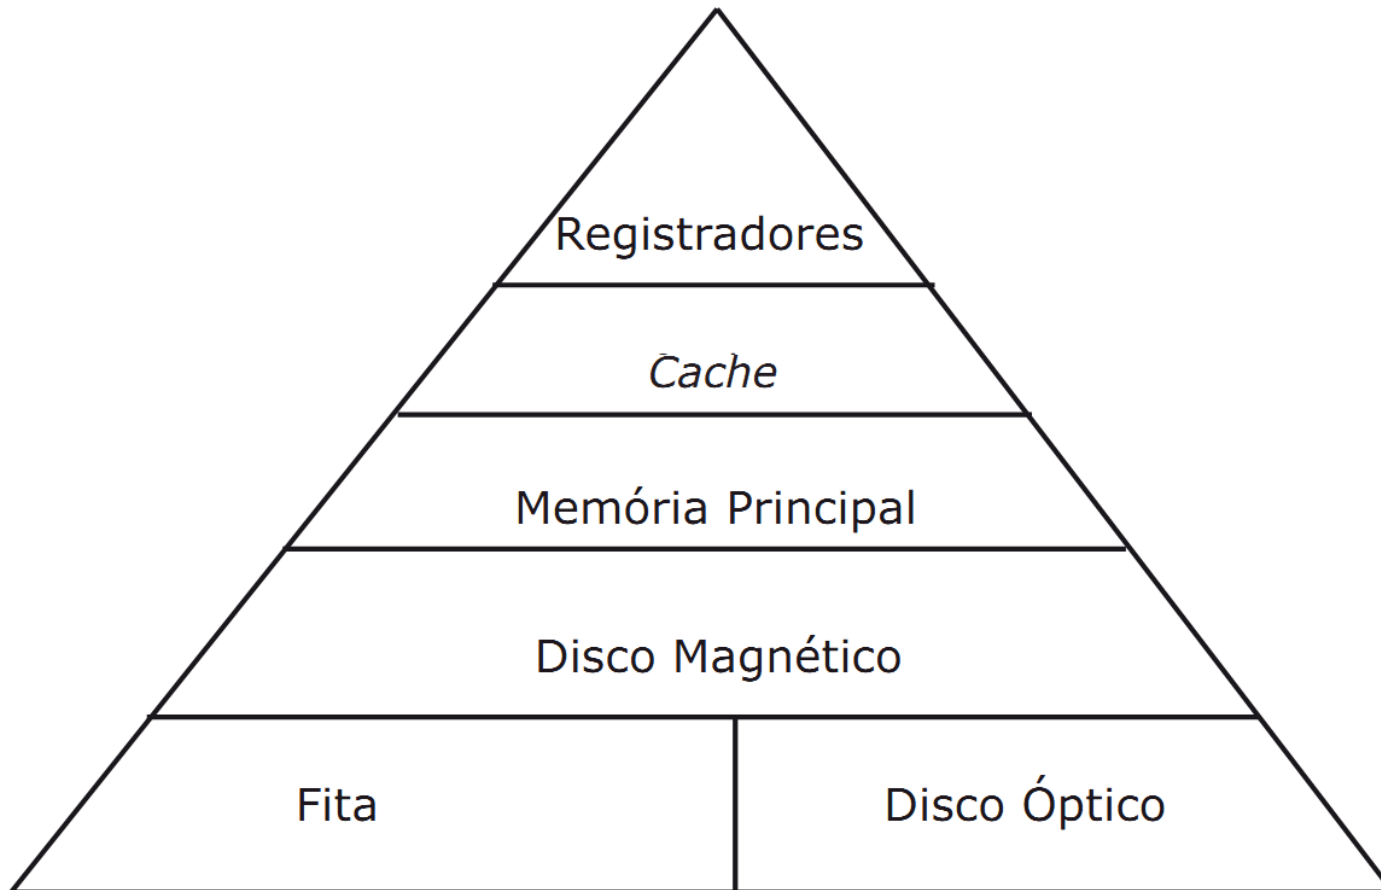 Registradores
Cache
Memória Principal
Disco Magnético
Fita
Disco Óptico